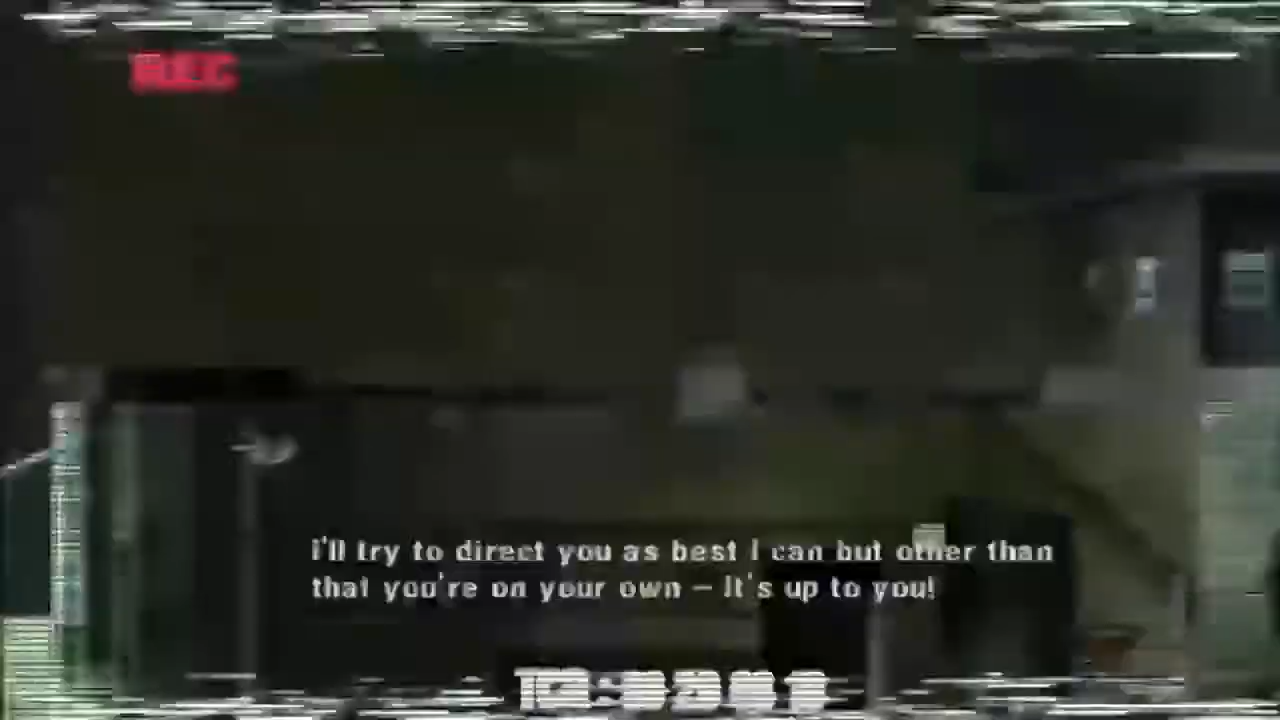 REC
I'll try to direct you as best I can but other than
that you're on your own – It's up to you!